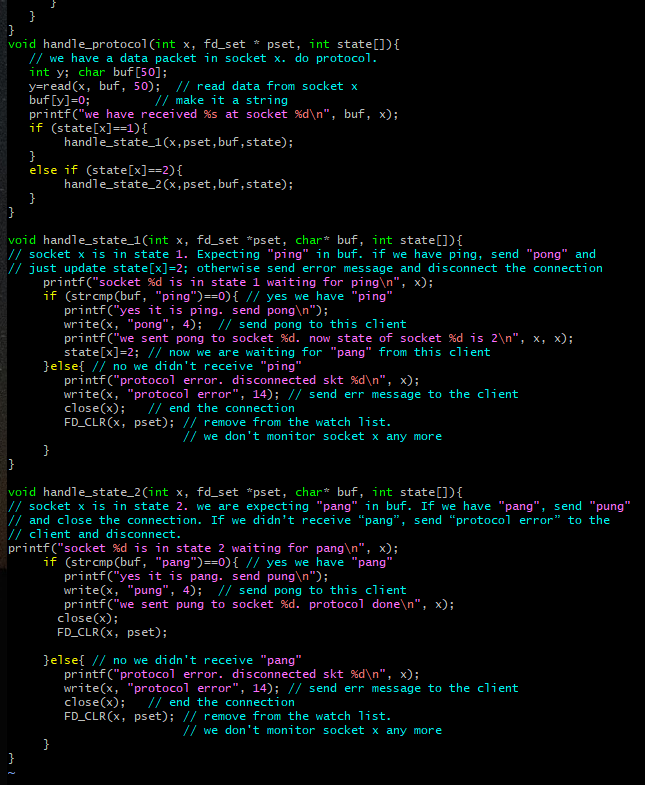 }
}
}
void handle_protocol(int x, fd_set * pset, int state[]){
// we have a data packet in socket x. do protocol.
int y; char buf[50];
y=read(x, buf, 50);  // read data from socket x
buf[y]=0;         // make it a string
printf("we have received %s at socket %d\n", buf, x);
if (state[x]==1){
handle_state_1(x,pset,buf,state);
}
else if (state[x]==2){
handle_state_2(x,pset,buf,state);
}
}
void handle_state_1(int x, fd_set *pset, char* buf, int state[]){
// socket x is in state 1. Expecting "ping" in buf. if we have ping, send "pong" and
// just update state[x]=2; otherwise send error message and disconnect the connection
printf("socket %d is in state 1 waiting for ping\n", x);
if (strcmp(buf, "ping")==0){ // yes we have "ping"
printf("yes it is ping. send pong\n");
write(x, "pong", 4);  // send pong to this client
printf("we sent pong to socket %d. now state of socket %d is 2\n", x, x);
state[x]=2; // now we are waiting for "pang" from this client
}else{ // no we didn't receive "ping"
printf("protocol error. disconnected skt %d\n", x);
write(x, "protocol error", 14); // send err message to the client
close(x);   // end the connection
FD_CLR(x, pset); // remove from the watch list.
// we don't monitor socket x any more
}
}
void handle_state_2(int x, fd_set *pset, char* buf, int state[]){
// socket x is in state 2. we are expecting "pang" in buf. If we have "pang", send "pung"
// and close the connection. If we didn't receive “pang”, send “protocol error” to the
// client and disconnect.
printf("socket %d is in state 2 waiting for pang\n", x);
if (strcmp(buf, "pang")==0){ // yes we have "pang"
printf("yes it is pang. send pung\n");
write(x, "pung", 4);  // send pong to this client
printf("we sent pung to socket %d. protocol done\n", x);
close(x);
FD_CLR(x, pset);
}else{ // no we didn't receive "pang"
printf("protocol error. disconnected skt %d\n", x);
write(x, "protocol error", 14); // send err message to the client
close(x);   // end the connection
FD_CLR(x, pset); // remove from the watch list.
// we don't monitor socket x any more
}
}
~